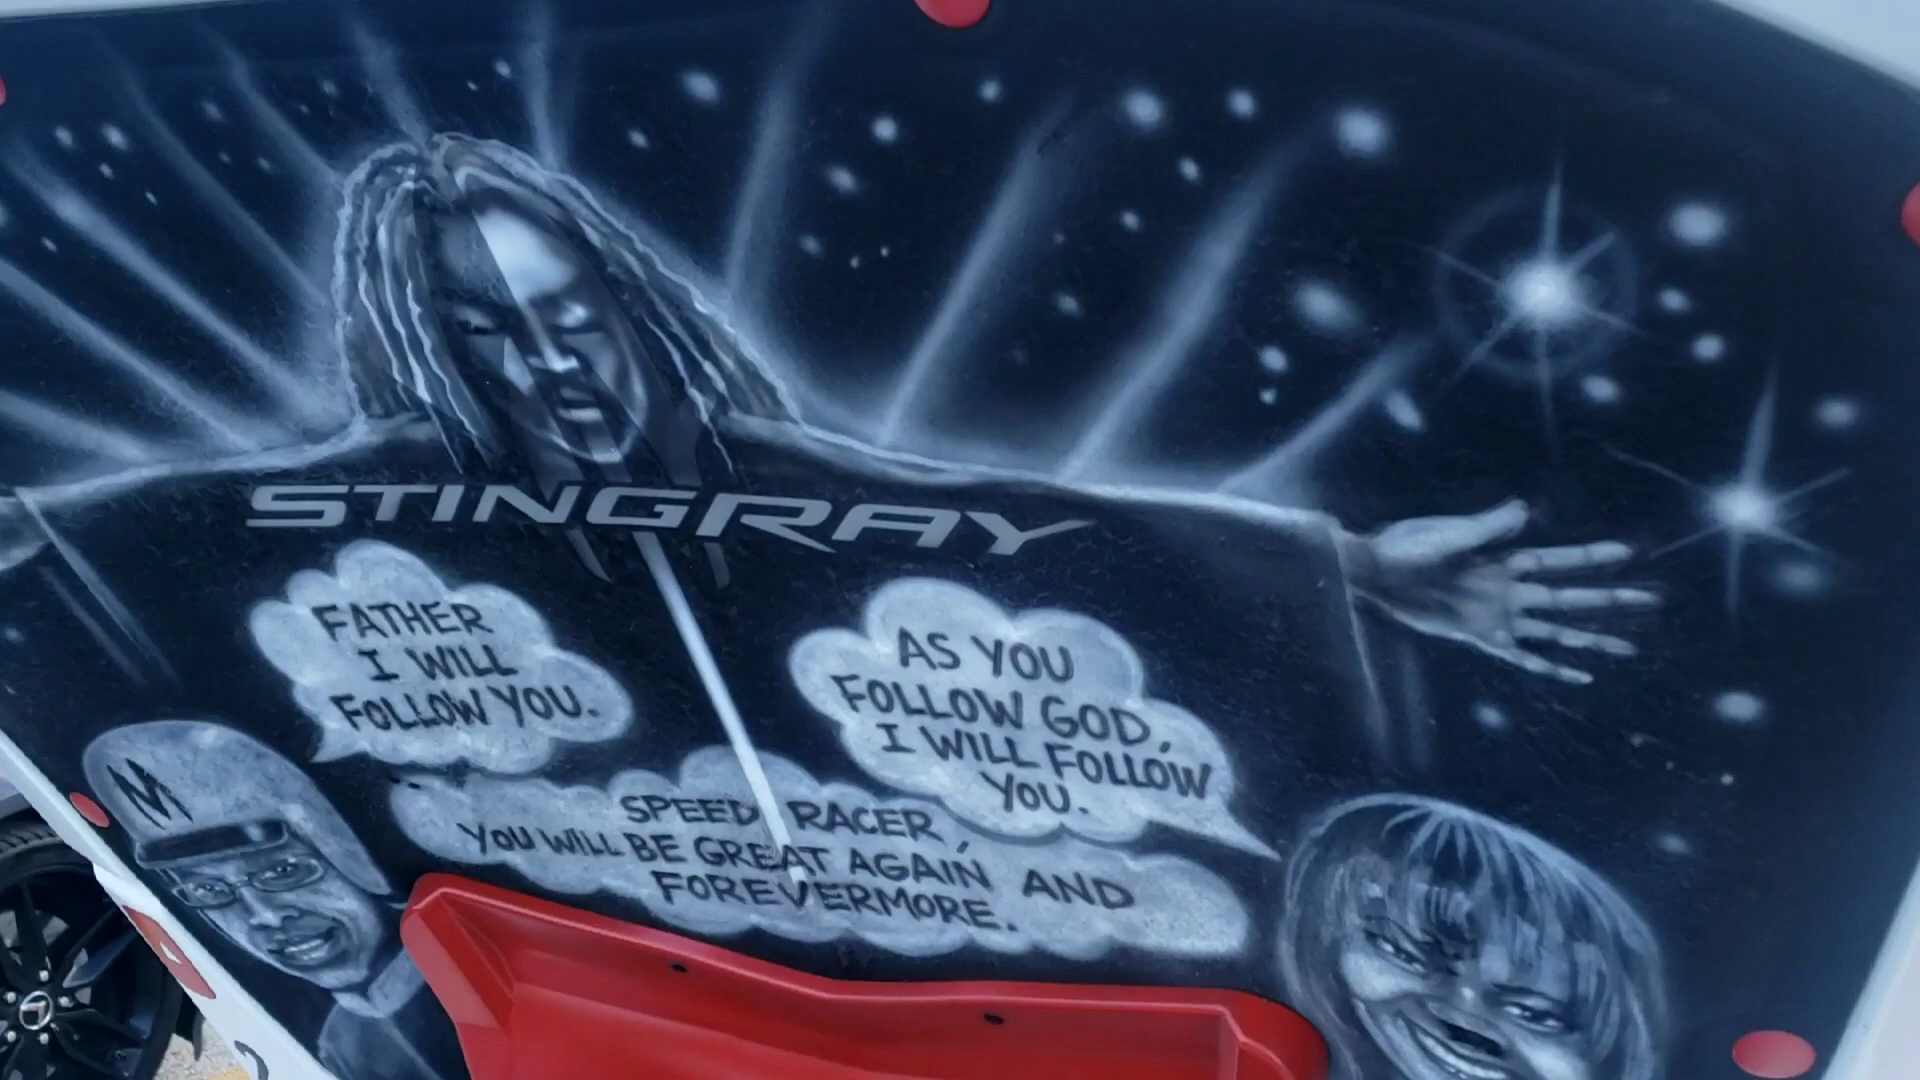 STINGRAY
FATHER
I WILL
FOLLOW YOU.
AS YOU
FOLLOW GOD,
I WILL FOLLOW
YOU.
SPEED RACER,
YOU WILL BE GREAT AGAIN AND
FOREVERMORE.
M